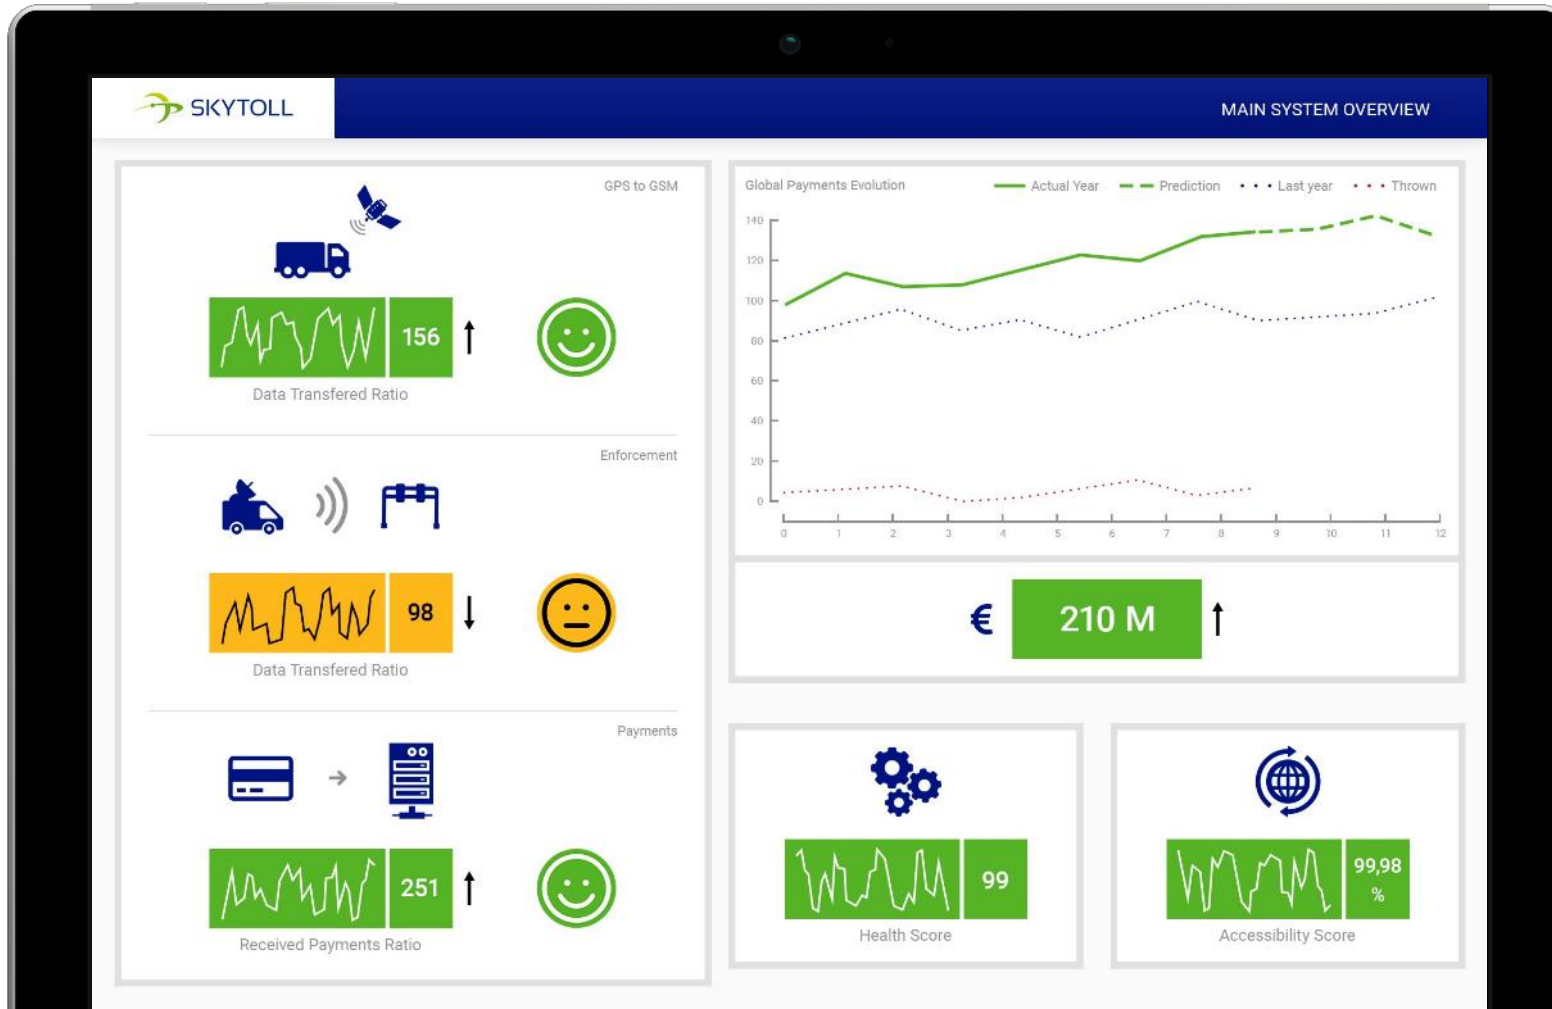 SKYTOLL
MAIN SYSTEM OVERVIEW
GPS to GSM
156
Data Transfered Ratio
Enforcement
98
Data Transfered Ratio
Payments
251
Received Payments Ratio
Global Payments Evolution
Actual Year
Prediction
Last year
Thrown
140
120
100
80
60
40
20
0
0 1 2 3 4 5 6 7 8 9 10 11 12
€ 210 M
99
Health Score
99,98
%
Accessibility Score